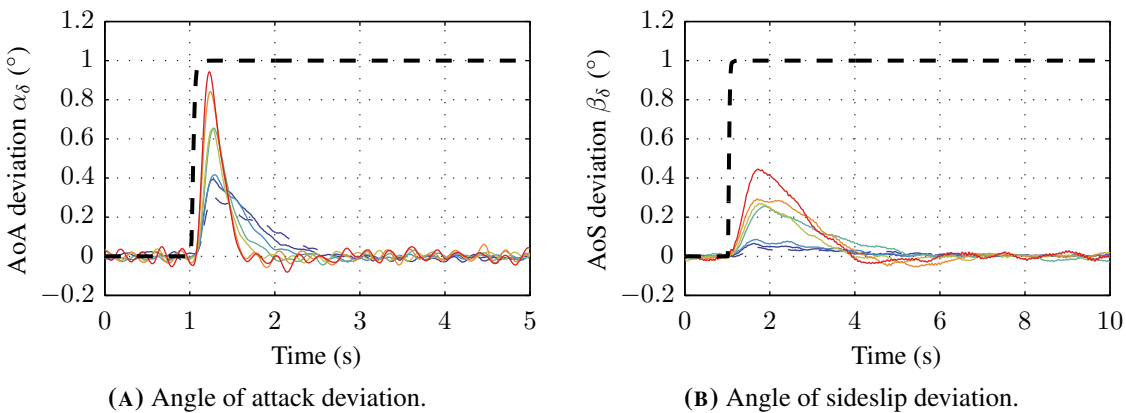 1.2
1
0.8
0.6
0.4
0.2
0
−0.2
AoA deviation αδ (°)
0 1 2 3 4 5
Time (s)
(A) Angle of attack deviation.
1.2
1
0.8
0.6
0.4
0.2
0
−0.2
AoS deviation βδ (°)
0 2 4 6 8 10
Time (s)
(B) Angle of sideslip deviation.